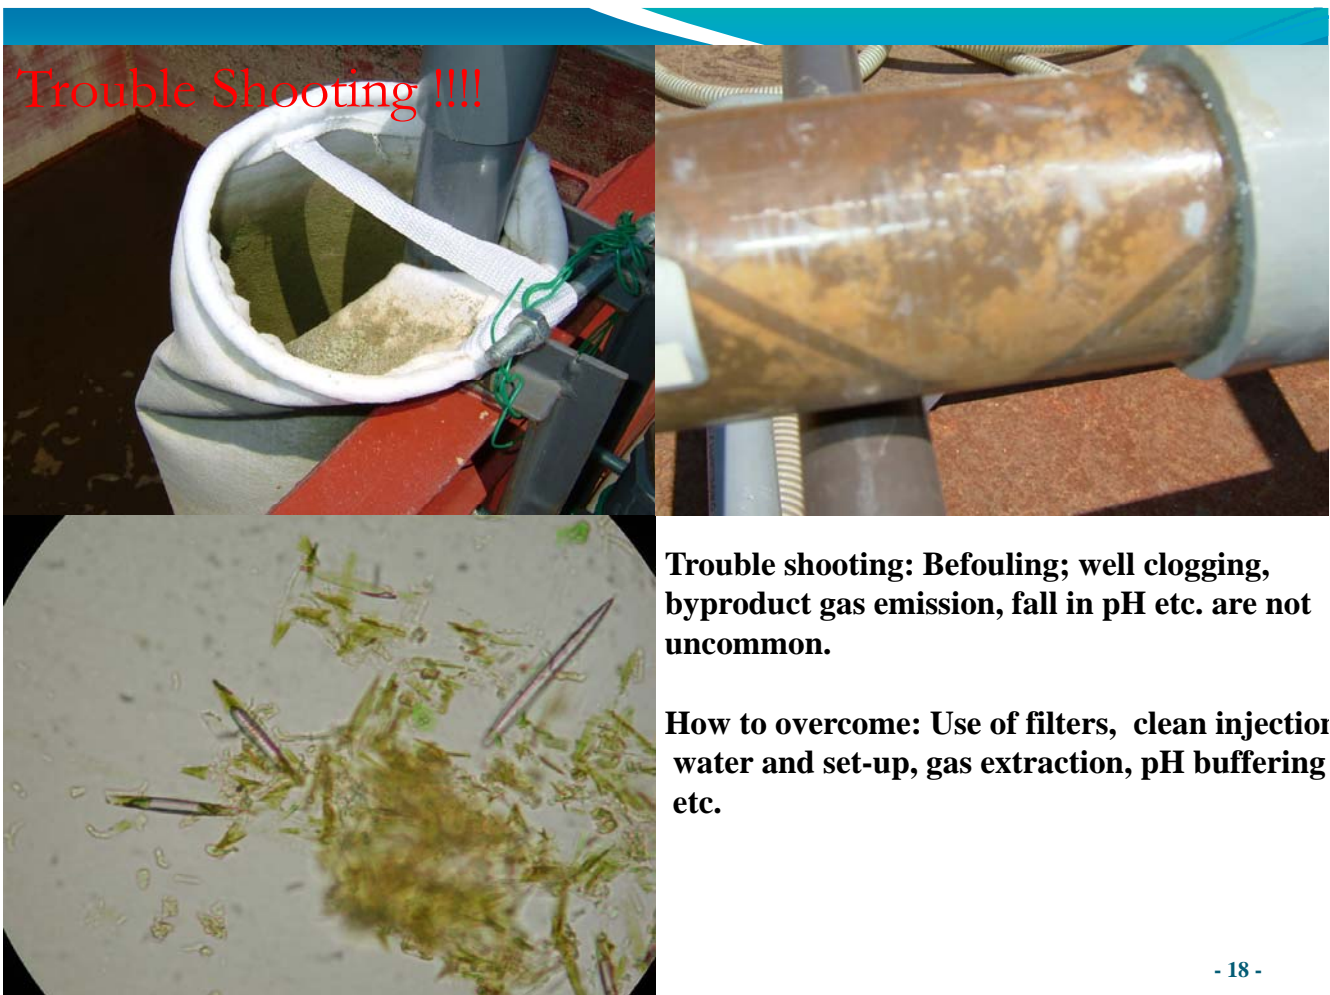 Trouble Shooting !!!!
Trouble shooting: Befouling; well clogging,
byproduct gas emission, fall in pH etc. are not
uncommon.
How to overcome: Use of filters, clean injection
water and set-up, gas extraction, pH buffering
etc.
- 18 -